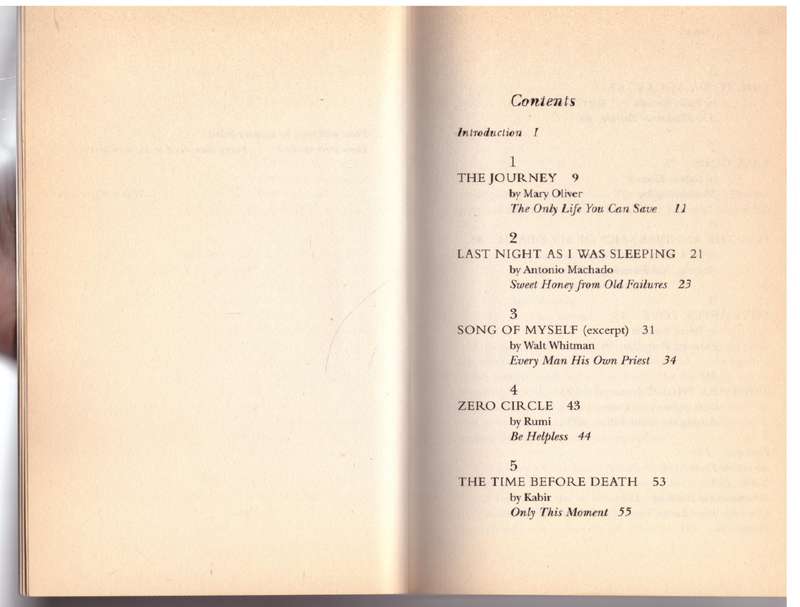 Contents
Introduction 1
1
THE JOURNEY 9
by Mary Oliver
The Only Life You Can Save 11
2
LAST NIGHT AS I WAS SLEEPING 21
by Antonio Machado
Sweet Honey from Old Failures 23
3
SONG OF MYSELF (excerpt) 31
by Walt Whitman
Every Man His Own Priest 34
4
ZERO CIRCLE 43
by Rumi
Be Helpless 44
5
THE TIME BEFORE DEATH 53
by Kabir
Only This Moment 55